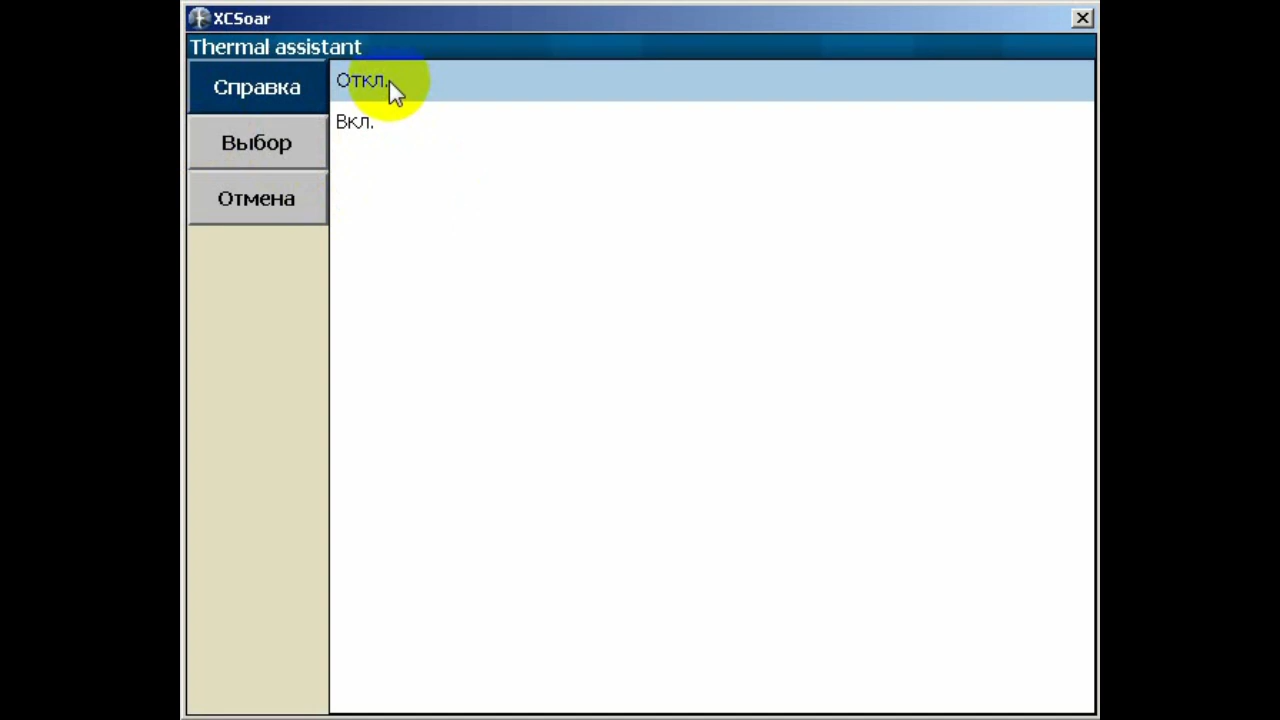 XCSoar
Thermal assistant
Справка
Откл.
Выбор
Вкл.
Отмена